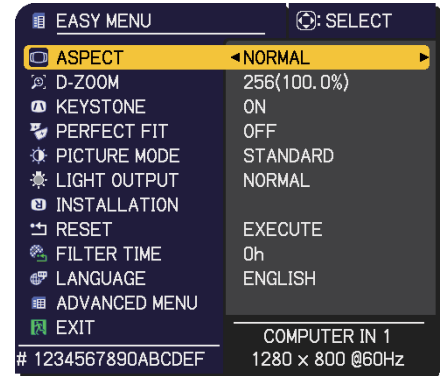 EASY MENU : SELECT
ASPECT NORMAL
D-ZOOM 256(100.0%)
KEYSTONE ON
PERFECT FIT OFF
PICTURE MODE STANDARD
LIGHT OUTPUT NORMAL
INSTALLATION
RESET EXECUTE
FILTER TIME 0h
LANGUAGE ENGLISH
ADVANCED MENU
EXIT
COMPUTER IN 1
# 1234567890ABCDEF 1280 × 800 @60Hz